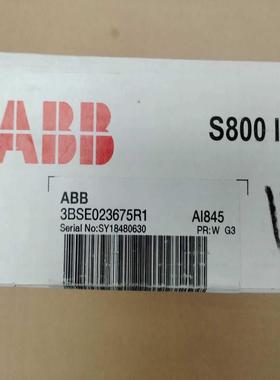 ABB
S800 I
ABB
3BSE023675R1 AI845
Serial No:SY18480630 PR:W G3